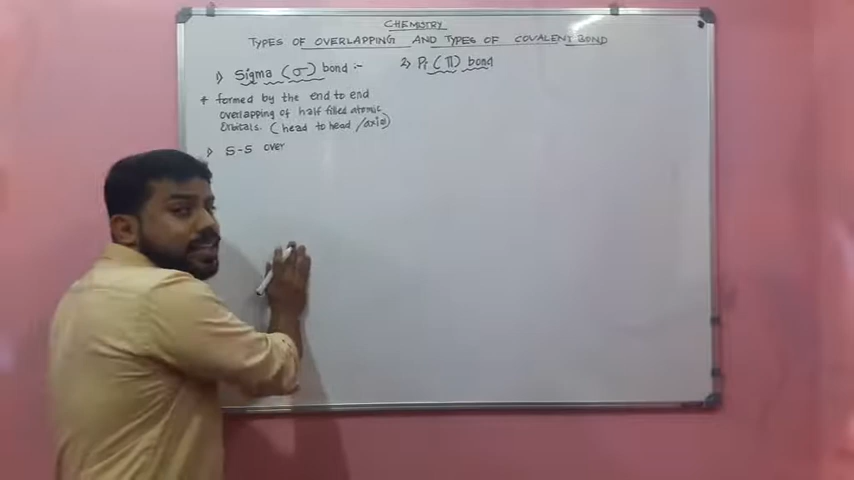 CHEMISTRY
TYPES OF OVERLAPPING AND TYPES OF COVALENT BOND
1) Sigma (σ) bond :-
2) Pi (π) bond
* formed by the end to end
overlapping of half filled atomic
Orbitals. (head to head / axial)
1) S-S over